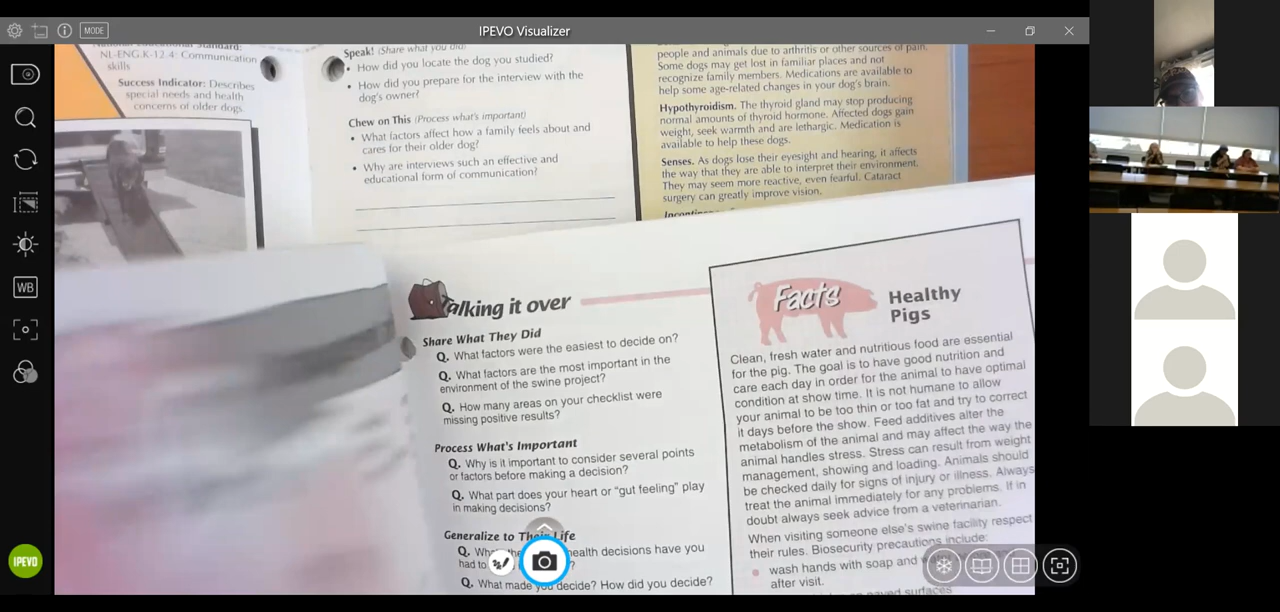 MODE
IPEVO Visualizer
NL-ENG.K-12.4: Communication
skills
Success Indicator: Describes
special needs and health
concerns of older dogs.
Speak! (Share what you did)
• How did you locate the dog you studied?
• How did you prepare for the interview with the
dog's owner?
Chew on This (Process what's important)
• What factors affect how a family feels about and
cares for their older dog?
• Why are interviews such an effective and
educational form of communication?
people and animals due to arthritis or other sources of pain.
Some dogs may get lost in familiar places and not
recognize family members. Medications are available to
help some age-related changes in your dog's brain.
Hypothyroidism. The thyroid gland may stop producing
normal amounts of thyroid hormone. Affected dogs gain
weight, seek warmth and are lethargic. Medication is
available to help these dogs.
Senses. As dogs lose their eyesight and hearing, it affects
the way that they are able to interpret their environment.
They may seem more reactive, even fearful. Cataract
surgery can greatly improve vision.
WB
IPEVO
alking it over
Share What They Did
Q. What factors were the easiest to decide on?
Q. What factors are the most important in the
environment of the swine project?
Q. How many areas on your checklist were
missing positive results?
Process What's Important
Q. Why is it important to consider several points
or factors before making a decision?
Q. What part does your heart or "gut feeling" play
in making decisions?
Generalize to Their Life
Q. health decisions have you
had to
Q. What made you decide? How did you decide?
Facts Healthy
Pigs
Clean, fresh water and nutritious food are essential
for the pig. The goal is to have good nutrition and
care each day in order for the animal to have optimal
condition at show time. It is not humane to allow
your animal to be too thin or too fat and try to correct
it days before the show. Feed additives alter the
metabolism of the animal and may affect the way the
animal handles stress. Stress can result from weight
management, showing and loading. Animals should
be checked daily for signs of injury or illness. Always
treat the animal immediately for any problems. If in
doubt always seek advice from a veterinarian.
When visiting someone else's swine facility respect
their rules. Biosecurity precautions include:
• wash hands with soap and
after visit.
surfaces